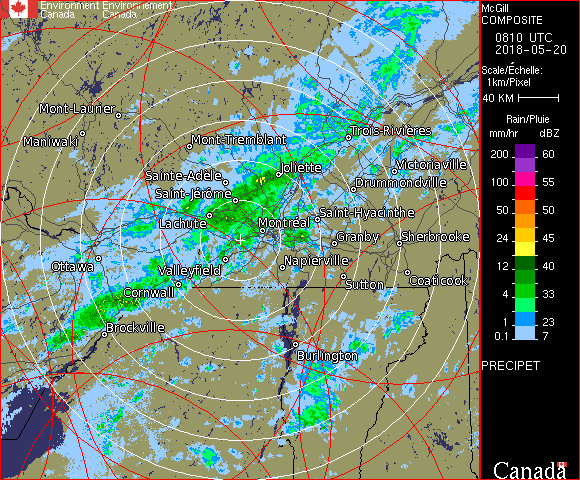 Environment Environnement
Canada Canada
Mont-Laurier
Maniwaki
Mont-Tremblant
Trois-Rivières
Victoriaville
Joliette
Sainte-Adèle
Drummondville
Saint-Jérôme
Lachute
Saint-Hyacinthe
Montréal
Granby
Sherbrooke
Ottawa
Valleyfield
Napierville
Sutton
Coaticook
Cornwall
Brockville
Burlington
McGill
COMPOSITE
0810 UTC
2018-05-20
Scale/Échelle:
1km/Pixel
40 KM
Rain/Pluie
mm/hr dBZ
200 60
100 55
50 50
24 45
12 40
4 33
1 23
0.1 7
PRECIPET
Canada